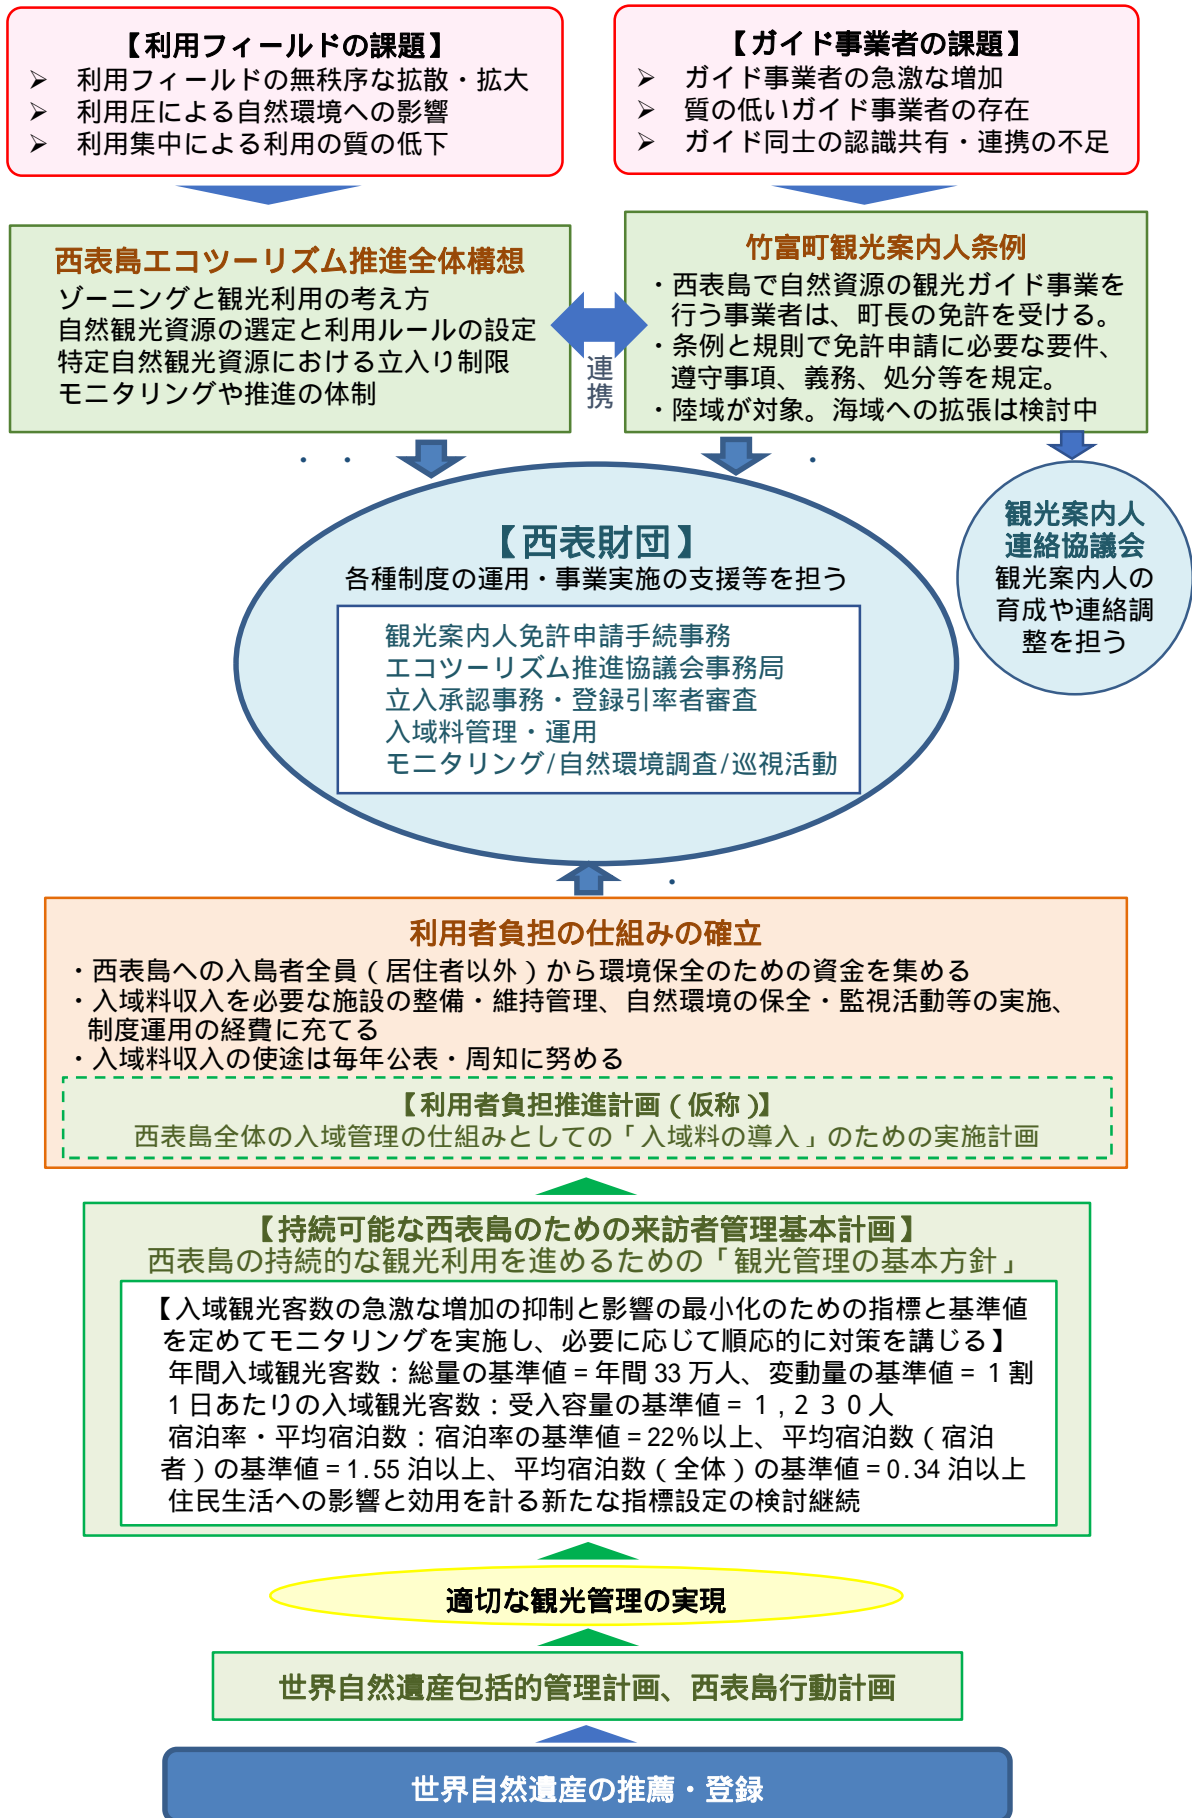 【利用フィールドの課題】
➢ 利用フィールドの無秩序な拡散・拡大
➢ 利用圧による自然環境への影響
➢ 利用集中による利用の質の低下
【ガイド事業者の課題】
➢ ガイド事業者の急激な増加
➢ 質の低いガイド事業者の存在
➢ ガイド同士の認識共有・連携の不足
西表島エコツーリズム推進全体構想
ゾーニングと観光利用の考え方
自然観光資源の選定と利用ルールの設定
特定自然観光資源における立入り制限
モニタリングや推進の体制
連携
竹富町観光案内人条例
・西表島で自然資源の観光ガイド事業を
行う事業者は、町長の免許を受ける。
・条例と規則で免許申請に必要な要件、
遵守事項、義務、処分等を規定。
・陸域が対象。海域への拡張は検討中
観光案内人
連絡協議会
観光案内人の
育成や連絡調
整を担う
【西表財団】
各種制度の運用・事業実施の支援等を担う
観光案内人免許申請手続事務
エコツーリズム推進協議会事務局
立入承認事務・登録引率者審査
入域料管理・運用
モニタリング/自然環境調査/巡視活動
利用者負担の仕組みの確立
・西表島への入島者全員（居住者以外）から環境保全のための資金を集める
・入域料収入を必要な施設の整備・維持管理、自然環境の保全・監視活動等の実施、
制度運用の経費に充てる
・入域料収入の使途は毎年公表・周知に努める
【利用者負担推進計画（仮称）】
西表島全体の入域管理の仕組みとしての「入域料の導入」のための実施計画
【持続可能な西表島のための来訪者管理基本計画】
西表島の持続的な観光利用を進めるための「観光管理の基本方針」
【入域観光客数の急激な増加の抑制と影響の最小化のための指標と基準値
を定めてモニタリングを実施し、必要に応じて順応的に対策を講じる】
年間入域観光客数：総量の基準値＝年間33万人、変動量の基準値＝1割
1日あたりの入域観光客数：受入容量の基準値＝１,２３０人
宿泊率・平均宿泊数：宿泊率の基準値＝22%以上、平均宿泊数（宿泊
者）の基準値＝1.55泊以上、平均宿泊数（全体）の基準値＝0.34泊以上
住民生活への影響と効用を計る新たな指標設定の検討継続
適切な観光管理の実現
世界自然遺産包括的管理計画、西表島行動計画
世界自然遺産の推薦・登録